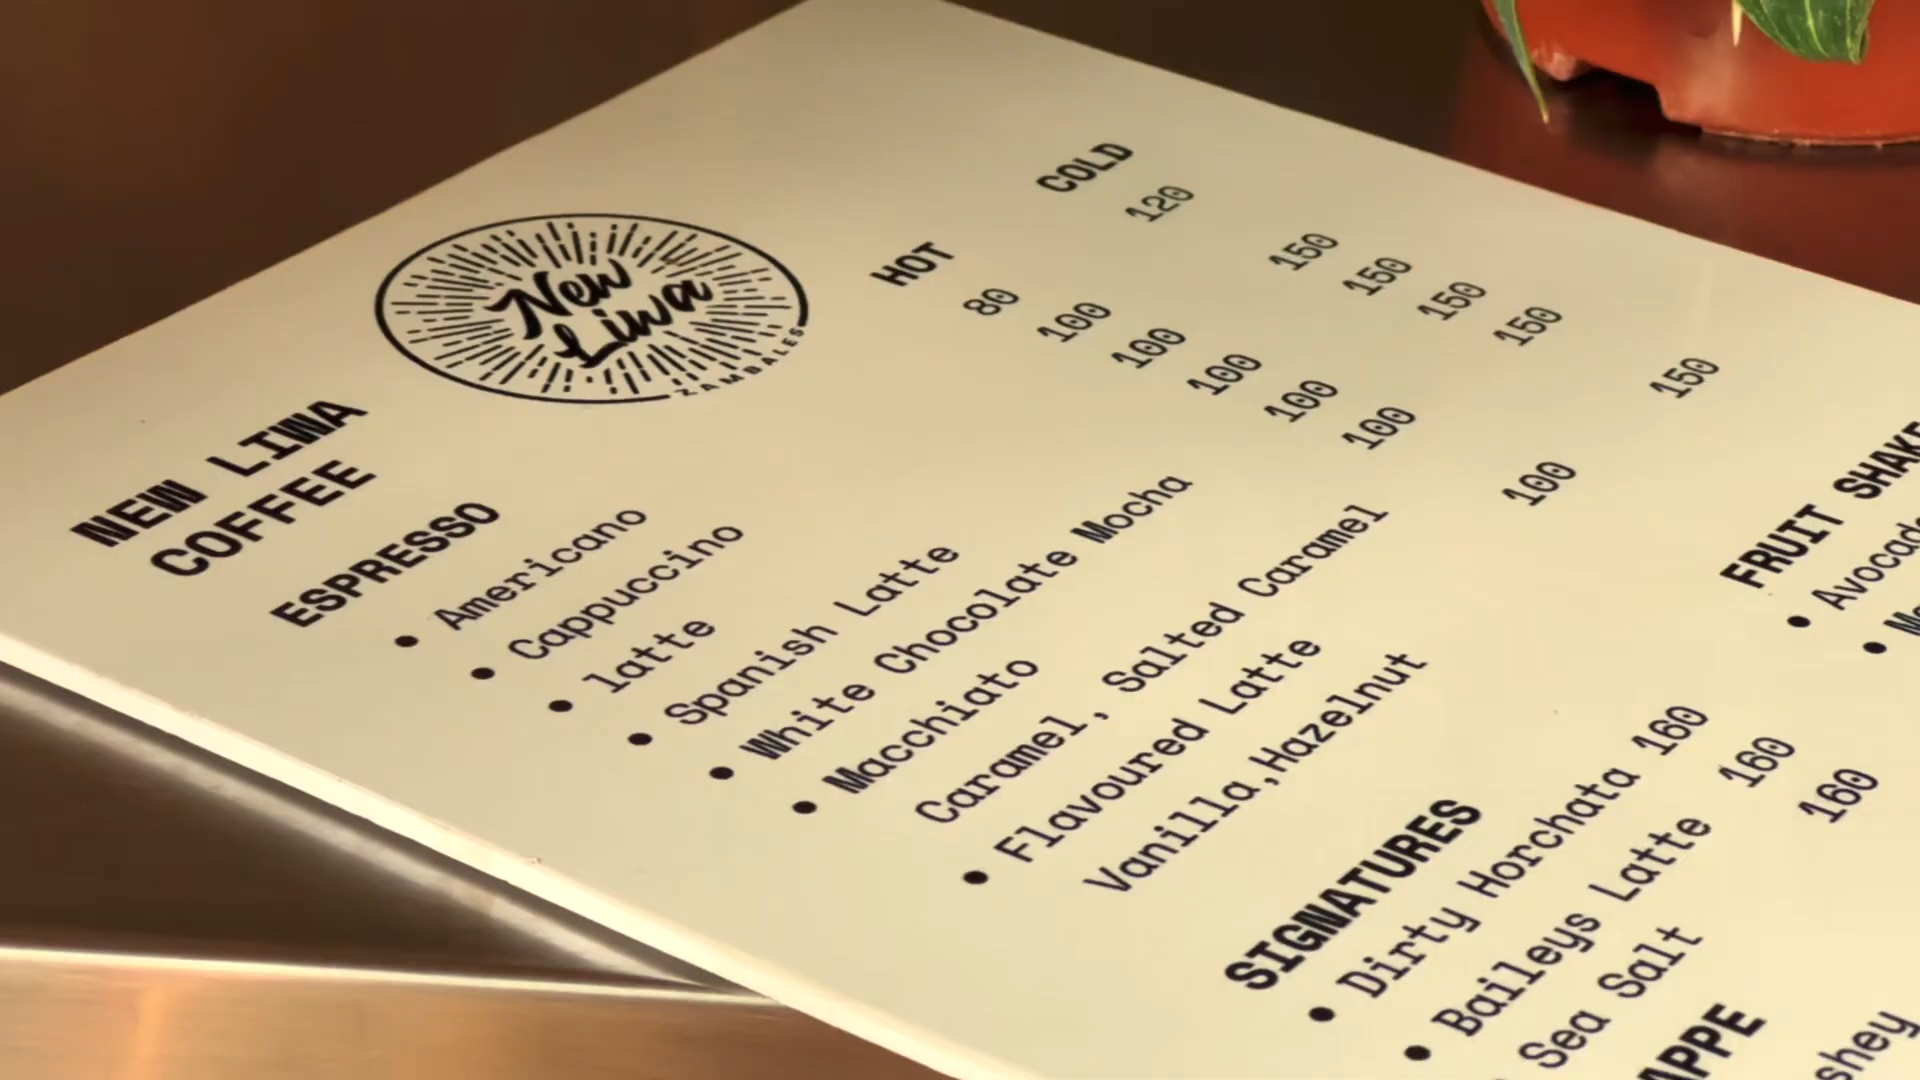 New
Liwa
ZAMBALES
NEW LIWA
COFFEE
HOT COLD
ESPRESSO
• Americano 80 120
• Cappuccino 100
• latte 100 150
• Spanish Latte 100 150
• White Chocolate Mocha 100 150
• Macchiato 100 150
Caramel, Salted Caramel
• Flavoured Latte 100 150
Vanilla,Hazelnut
SIGNATURES
• Dirty Horchata 160
• Baileys Latte 160
Sea Salt 160
APPE
shey
FRUIT SHAKE
• Avocad